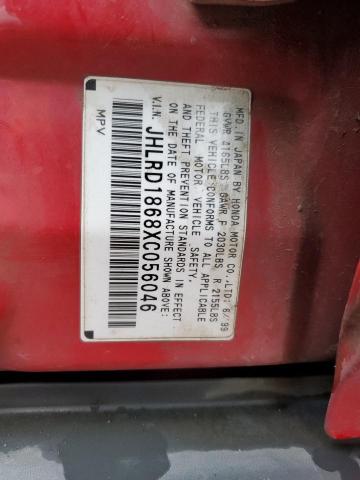 MFD. IN JAPAN BY HONDA MOTOR CO., LTD. 6/99
GVWR 4165LBS GAWR F 2030LBS R 2155LBS
THIS VEHICLE CONFORMS TO ALL APPLICABLE
FEDERAL MOTOR VEHICLE SAFETY,
AND THEFT PREVENTION STANDARDS IN EFFECT
ON THE DATE OF MANUFACTURE SHOWN ABOVE:
V.I.N. JHLRD1868XC056046
MPV